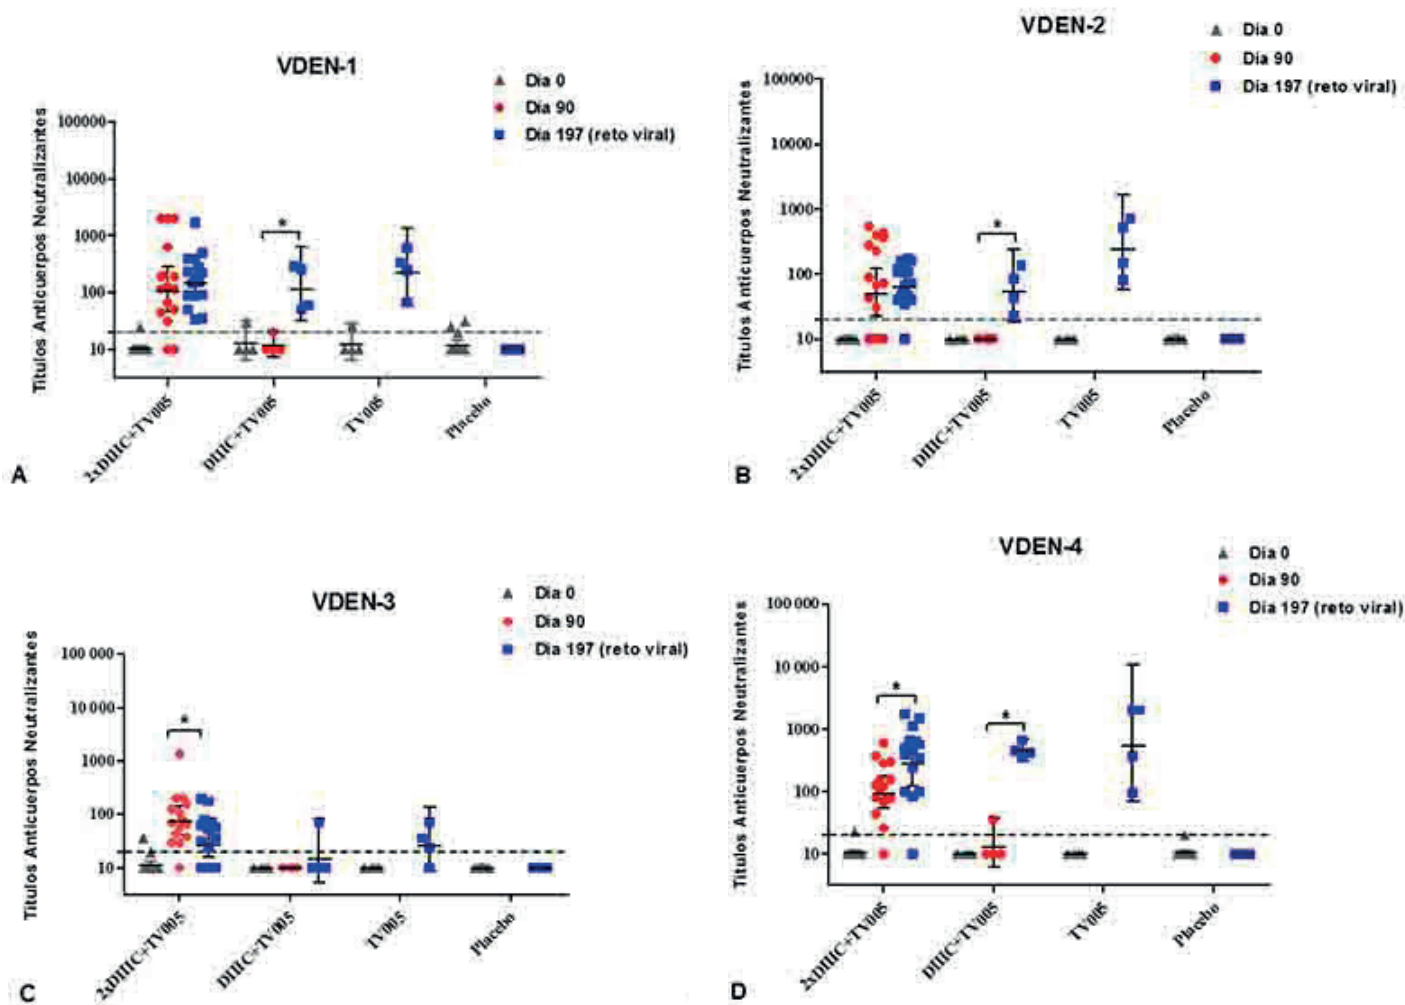 VDEN-1
Dia 0
Dia 90
Dia 197 (reto viral)
Titulos Anticuerpos Neutralizantes
100000
10000
1000
100
10
*
2xDIIIC+TV005
DIIIC+TV005
TV005
Placebo
A
VDEN-2
Dia 0
Dia 90
Dia 197 (reto viral)
Titulos Anticuerpos Neutralizantes
100000
10000
1000
100
10
*
2xDIIIC+TV005
DIIIC+TV005
TV005
Placebo
B
VDEN-3
Dia 0
Dia 90
Dia 197 (reto viral)
Titulos Anticuerpos Neutralizantes
100 000
10 000
1000
100
10
*
2xDIIIC+TV005
DIIIC+TV005
TV005
Placebo
C
VDEN-4
Dia 0
Dia 90
Dia 197 (reto viral)
Titulos Anticuerpos Neutralizantes
100 000
10 000
1000
100
10
*
*
2xDIIIC+TV005
DIIIC+TV005
TV005
Placebo
D